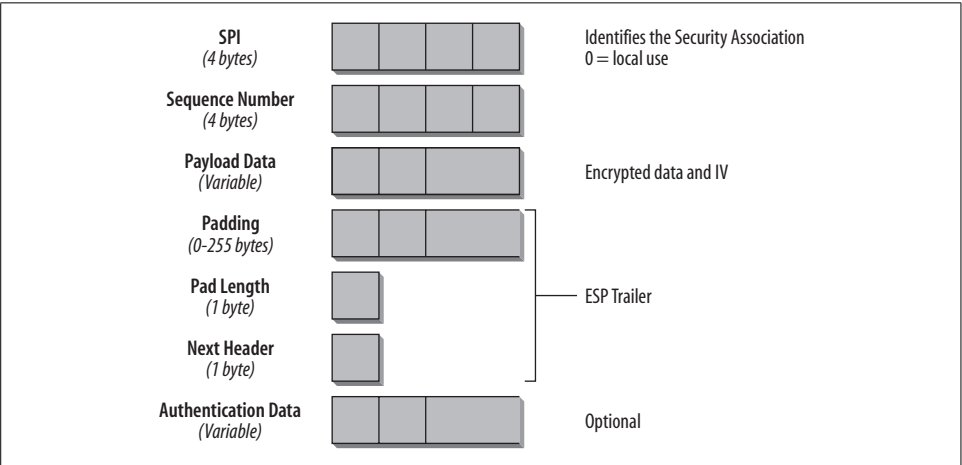 SPI
(4 bytes)
Identifies the Security Association
0 = local use
Sequence Number
(4 bytes)
Payload Data
(Variable)
Encrypted data and IV
Padding
(0-255 bytes)
Pad Length
(1 byte)
ESP Trailer
Next Header
(1 byte)
Authentication Data
(Variable)
Optional